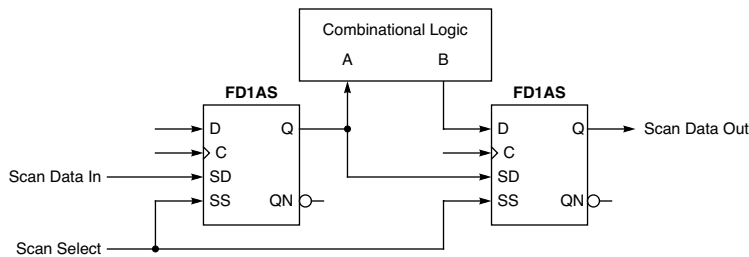 Combinational Logic
A B
FD1AS FD1AS
D Q D Q Scan Data Out
C C
Scan Data In SD SD
SS QN SS QN
Scan Select